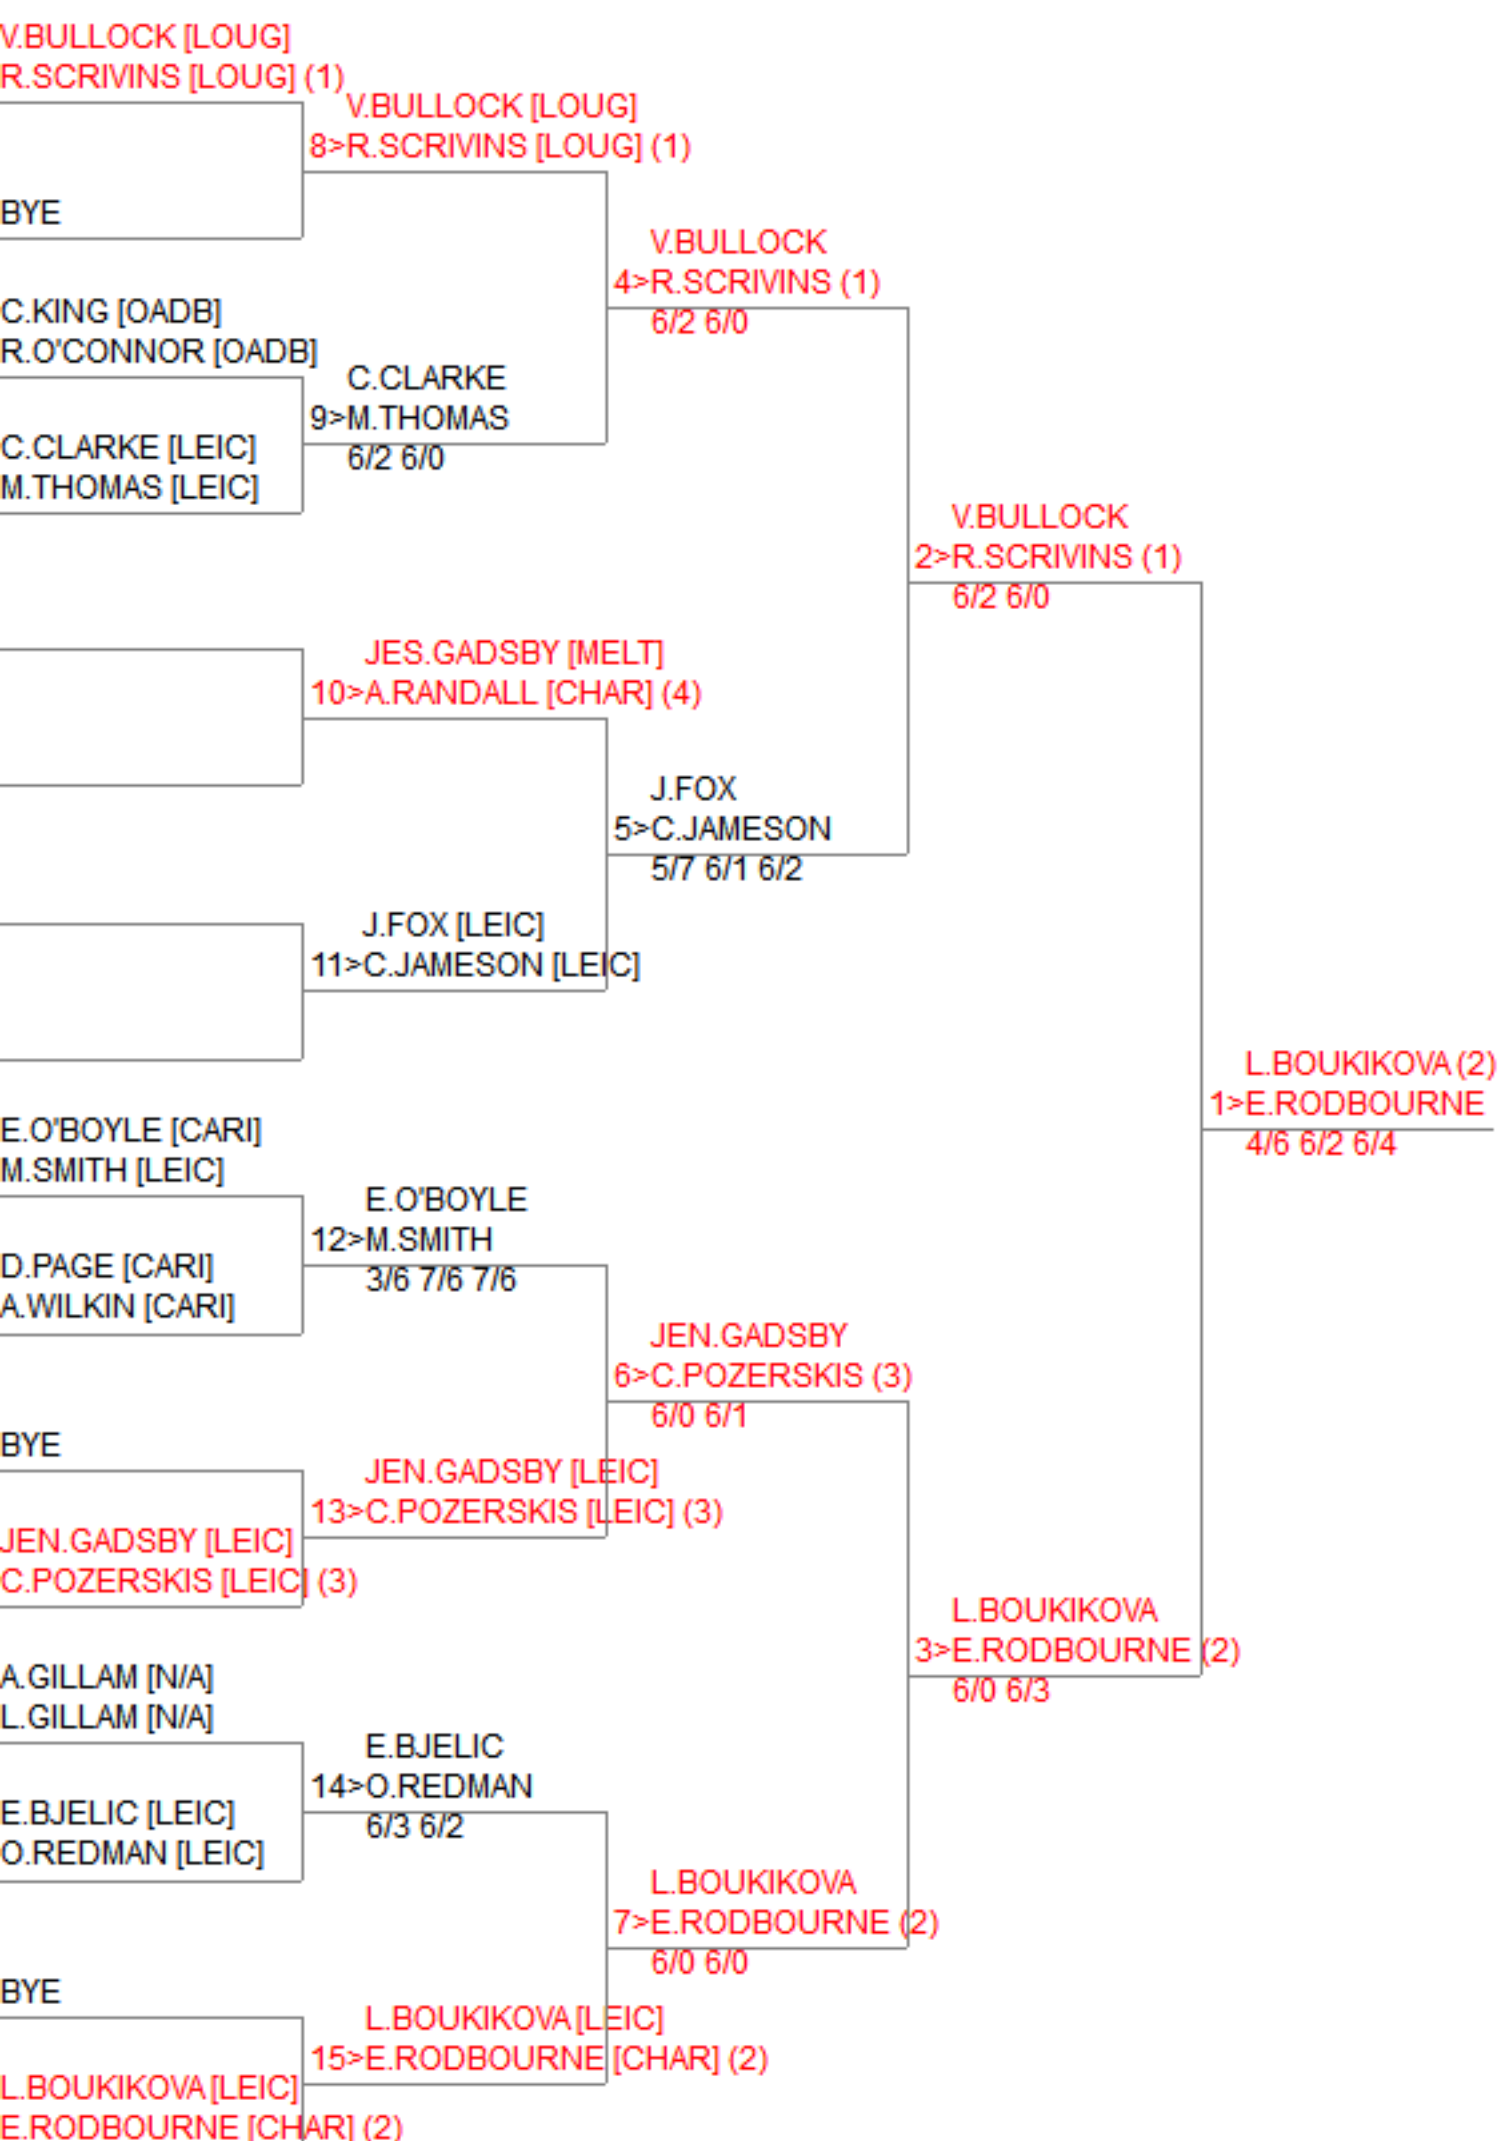 V.BULLOCK [LOUG]
R.SCRIVINS [LOUG] (1)
V.BULLOCK [LOUG]
8>R.SCRIVINS [LOUG] (1)
BYE
V.BULLOCK
4>R.SCRIVINS (1)
6/2 6/0
C.KING [OADB]
R.O'CONNOR [OADB]
C.CLARKE
9>M.THOMAS
6/2 6/0
C.CLARKE [LEIC]
M.THOMAS [LEIC]
V.BULLOCK
2>R.SCRIVINS (1)
6/2 6/0
JES.GADSBY [MELT]
10>A.RANDALL [CHAR] (4)
J.FOX
5>C.JAMESON
5/7 6/1 6/2
J.FOX [LEIC]
11>C.JAMESON [LEIC]
L.BOUKIKOVA (2)
1>E.RODBOURNE
4/6 6/2 6/4
E.O'BOYLE [CARI]
M.SMITH [LEIC]
E.O'BOYLE
12>M.SMITH
3/6 7/6 7/6
D.PAGE [CARI]
A.WILKIN [CARI]
JEN.GADSBY
6>C.POZERSKIS (3)
6/0 6/1
BYE
JEN.GADSBY [LEIC]
13>C.POZERSKIS [LEIC] (3)
JEN.GADSBY [LEIC]
C.POZERSKIS [LEIC] (3)
L.BOUKIKOVA
3>E.RODBOURNE (2)
6/0 6/3
A.GILLAM [N/A]
L.GILLAM [N/A]
E.BJELIC
14>O.REDMAN
6/3 6/2
E.BJELIC [LEIC]
O.REDMAN [LEIC]
L.BOUKIKOVA
7>E.RODBOURNE (2)
6/0 6/0
BYE
L.BOUKIKOVA [LEIC]
15>E.RODBOURNE [CHAR] (2)
L.BOUKIKOVA [LEIC]
E.RODBOURNE [CHAR] (2)